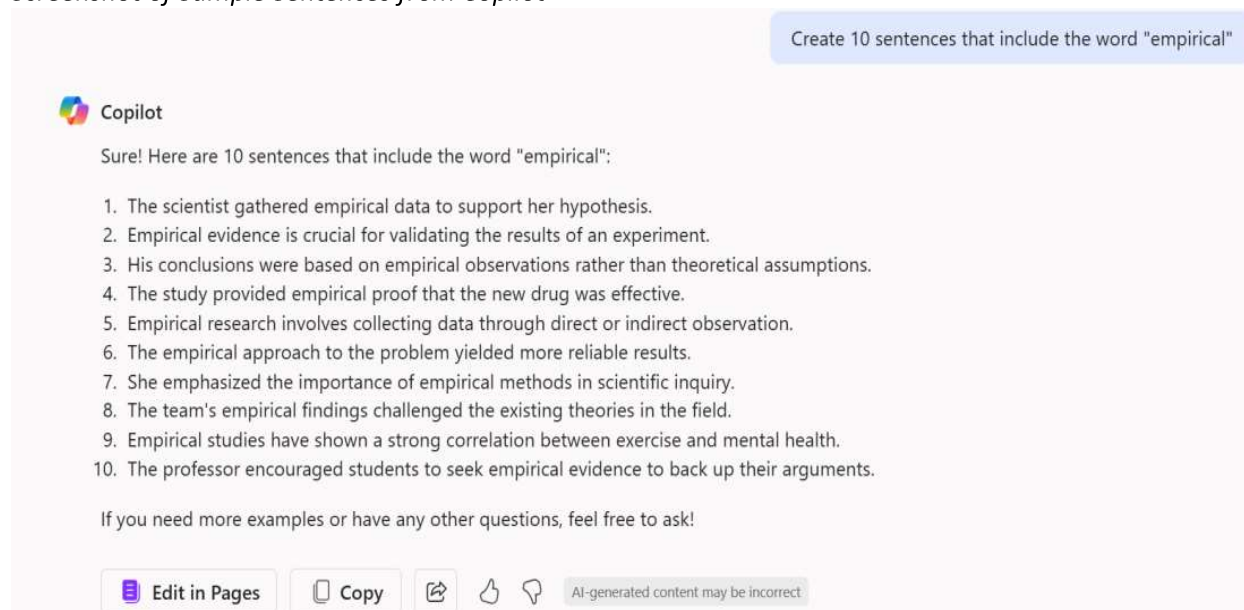 Screenshot of sample sentences from Copilot
Create 10 sentences that include the word "empirical"
Copilot
Sure! Here are 10 sentences that include the word "empirical":
1. The scientist gathered empirical data to support her hypothesis.
2. Empirical evidence is crucial for validating the results of an experiment.
3. His conclusions were based on empirical observations rather than theoretical assumptions.
4. The study provided empirical proof that the new drug was effective.
5. Empirical research involves collecting data through direct or indirect observation.
6. The empirical approach to the problem yielded more reliable results.
7. She emphasized the importance of empirical methods in scientific inquiry.
8. The team's empirical findings challenged the existing theories in the field.
9. Empirical studies have shown a strong correlation between exercise and mental health.
10. The professor encouraged students to seek empirical evidence to back up their arguments.
If you need more examples or have any other questions, feel free to ask!
Edit in Pages Copy AI-generated content may be incorrect